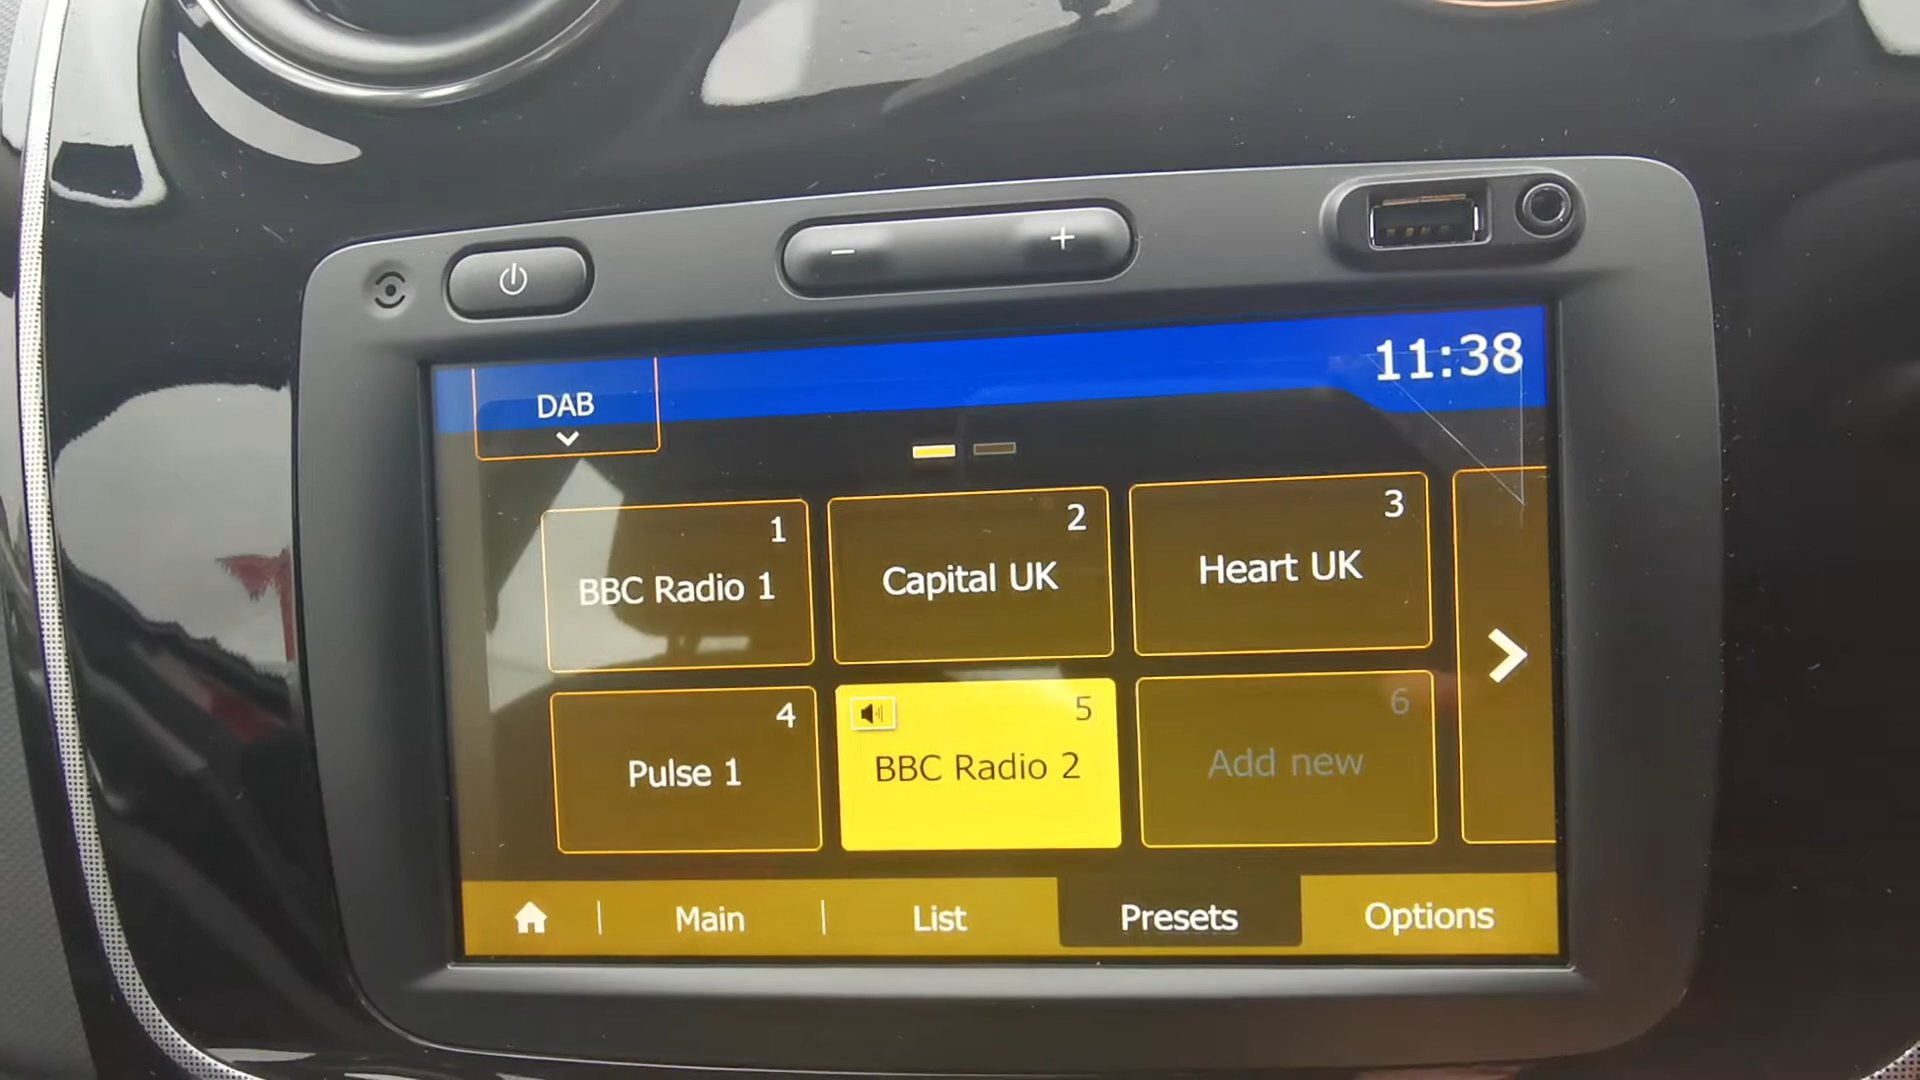 11:38
DAB
1
BBC Radio 1
2
Capital UK
3
Heart UK
4
Pulse 1
5
BBC Radio 2
6
Add new
Main
List
Presets
Options